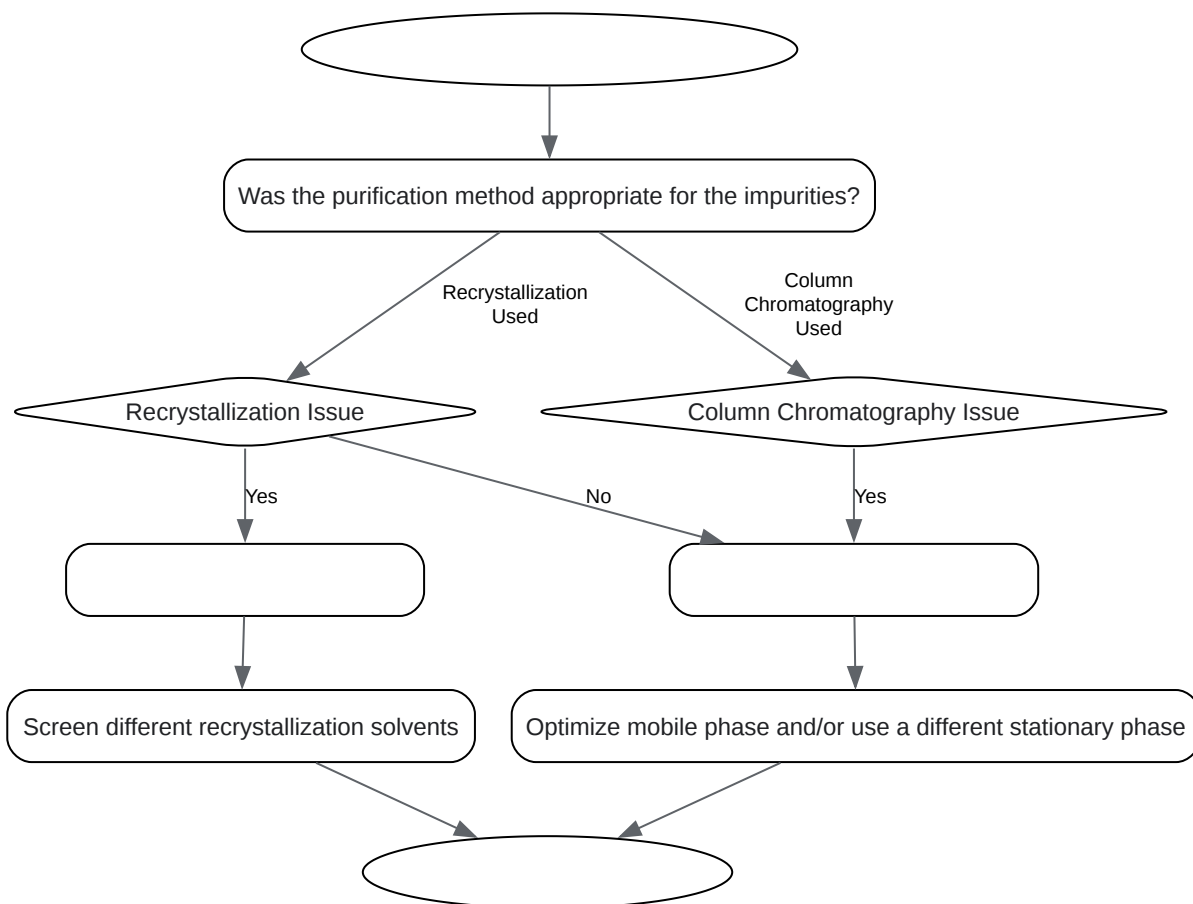 Was the purification method appropriate for the impurities?
Recrystallization
Used
Column
Chromatography
Used
Recrystallization Issue
Column Chromatography Issue
Yes
No
Yes
Screen different recrystallization solvents
Optimize mobile phase and/or use a different stationary phase